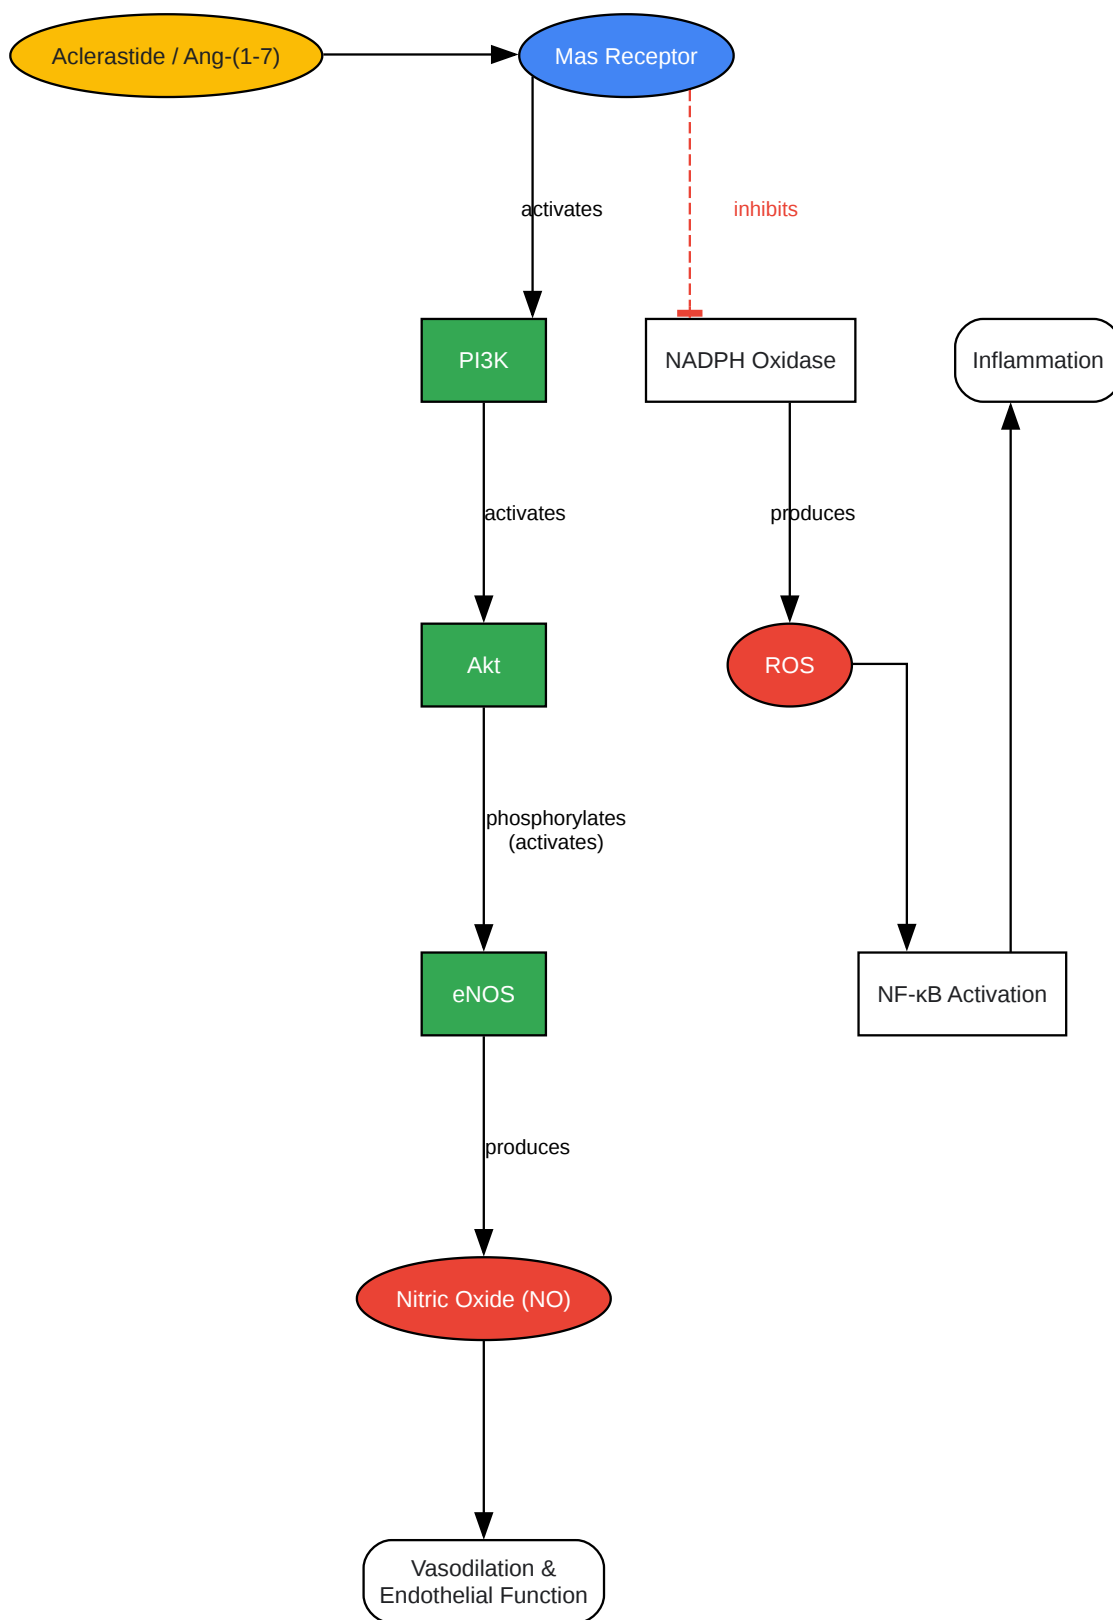 Aclerastide / Ang-(1-7)
Mas Receptor
activates
inhibits
PI3K
NADPH Oxidase
Inflammation
activates
produces
Akt
ROS
phosphorylates
(activates)
eNOS
NF-κB Activation
produces
Nitric Oxide (NO)
Vasodilation &
Endothelial Function